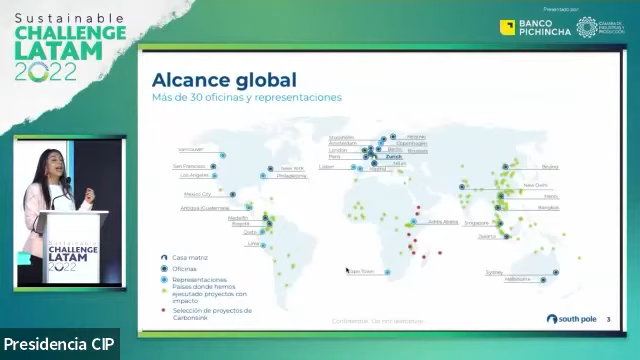 Sustainable
CHALLENGE
LATAM
2022
Presentado por:
BANCO
PICHINCHA
CÁMARA DE
INDUSTRIAS Y
PRODUCCIÓN
Alcance global
Más de 30 oficinas y representaciones
Vancouver
San Francisco
Los Angeles
New York
Philadelphia
Mexico City
Antigua (Guatemala)
Medellín
Bogotá
Quito
Lima
Stockholm
Amsterdam
London
Paris
Lisbon
Helsinki
Copenhagen
Berlin
Brussels
Zurich
Milan
Madrid
Addis Ababa
Cape Town
Beijing
New Delhi
Hanoi
Bangkok
Singapore
Jakarta
Sydney
Melbourne
Casa matriz
Oficinas
Representaciones
Países donde hemos
ejecutado proyectos con
impacto
Selección de proyectos de
Carbonsink
Sustainable
CHALLENGE
LATAM
2022
south pole
3
Presidencia CIP